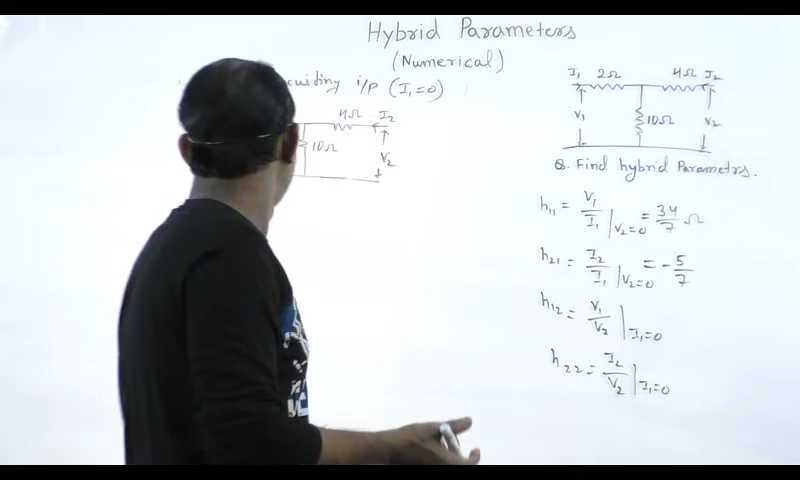 Hybrid Parameters
(Numerical)
i/p (I₁=0)
4Ω I₂
10Ω
V₂
I₁ 2Ω 4Ω I₂
V₁ 10Ω V₂
Q. Find hybrid Parametrs.
h₁₁ = V₁/I₁ |V₂=0 = 34/7 Ω
h₂₁ = I₂/I₁ |V₂=0 = -5/7
h₁₂ = V₁/V₂ |I₁=0
h₂₂ = I₂/V₂ |I₁=0